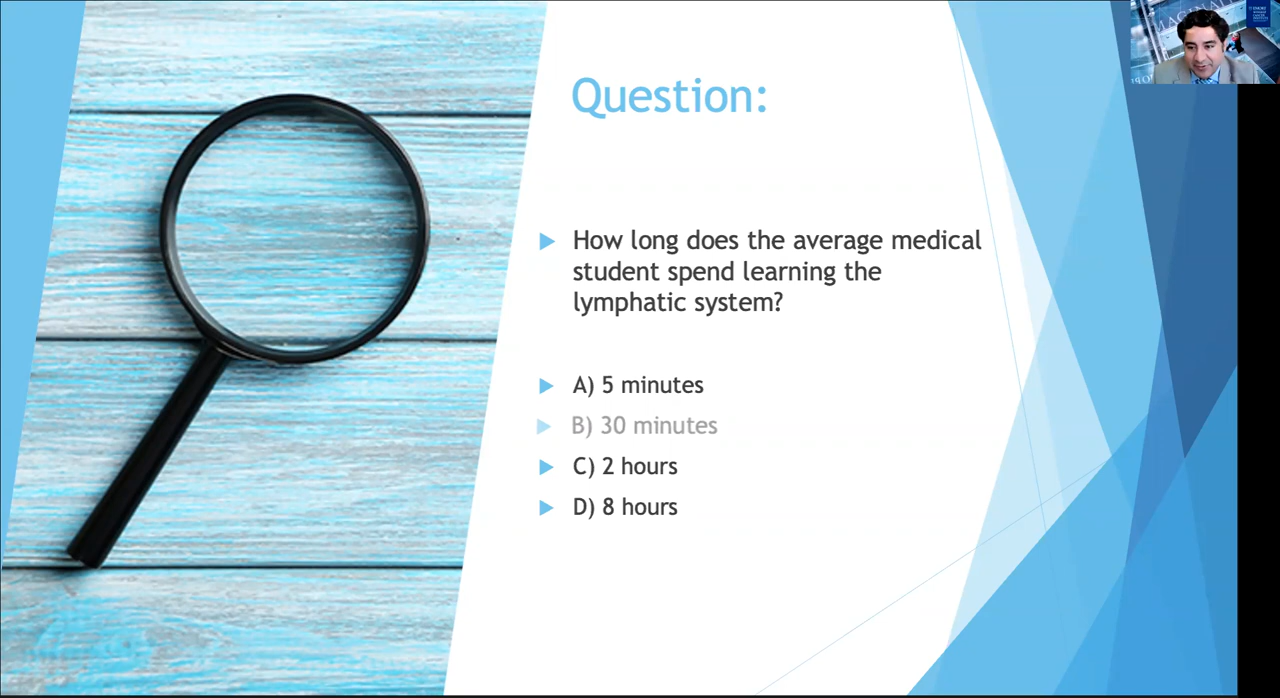 Question:
How long does the average medical
student spend learning the
lymphatic system?
A) 5 minutes
B) 30 minutes
C) 2 hours
D) 8 hours